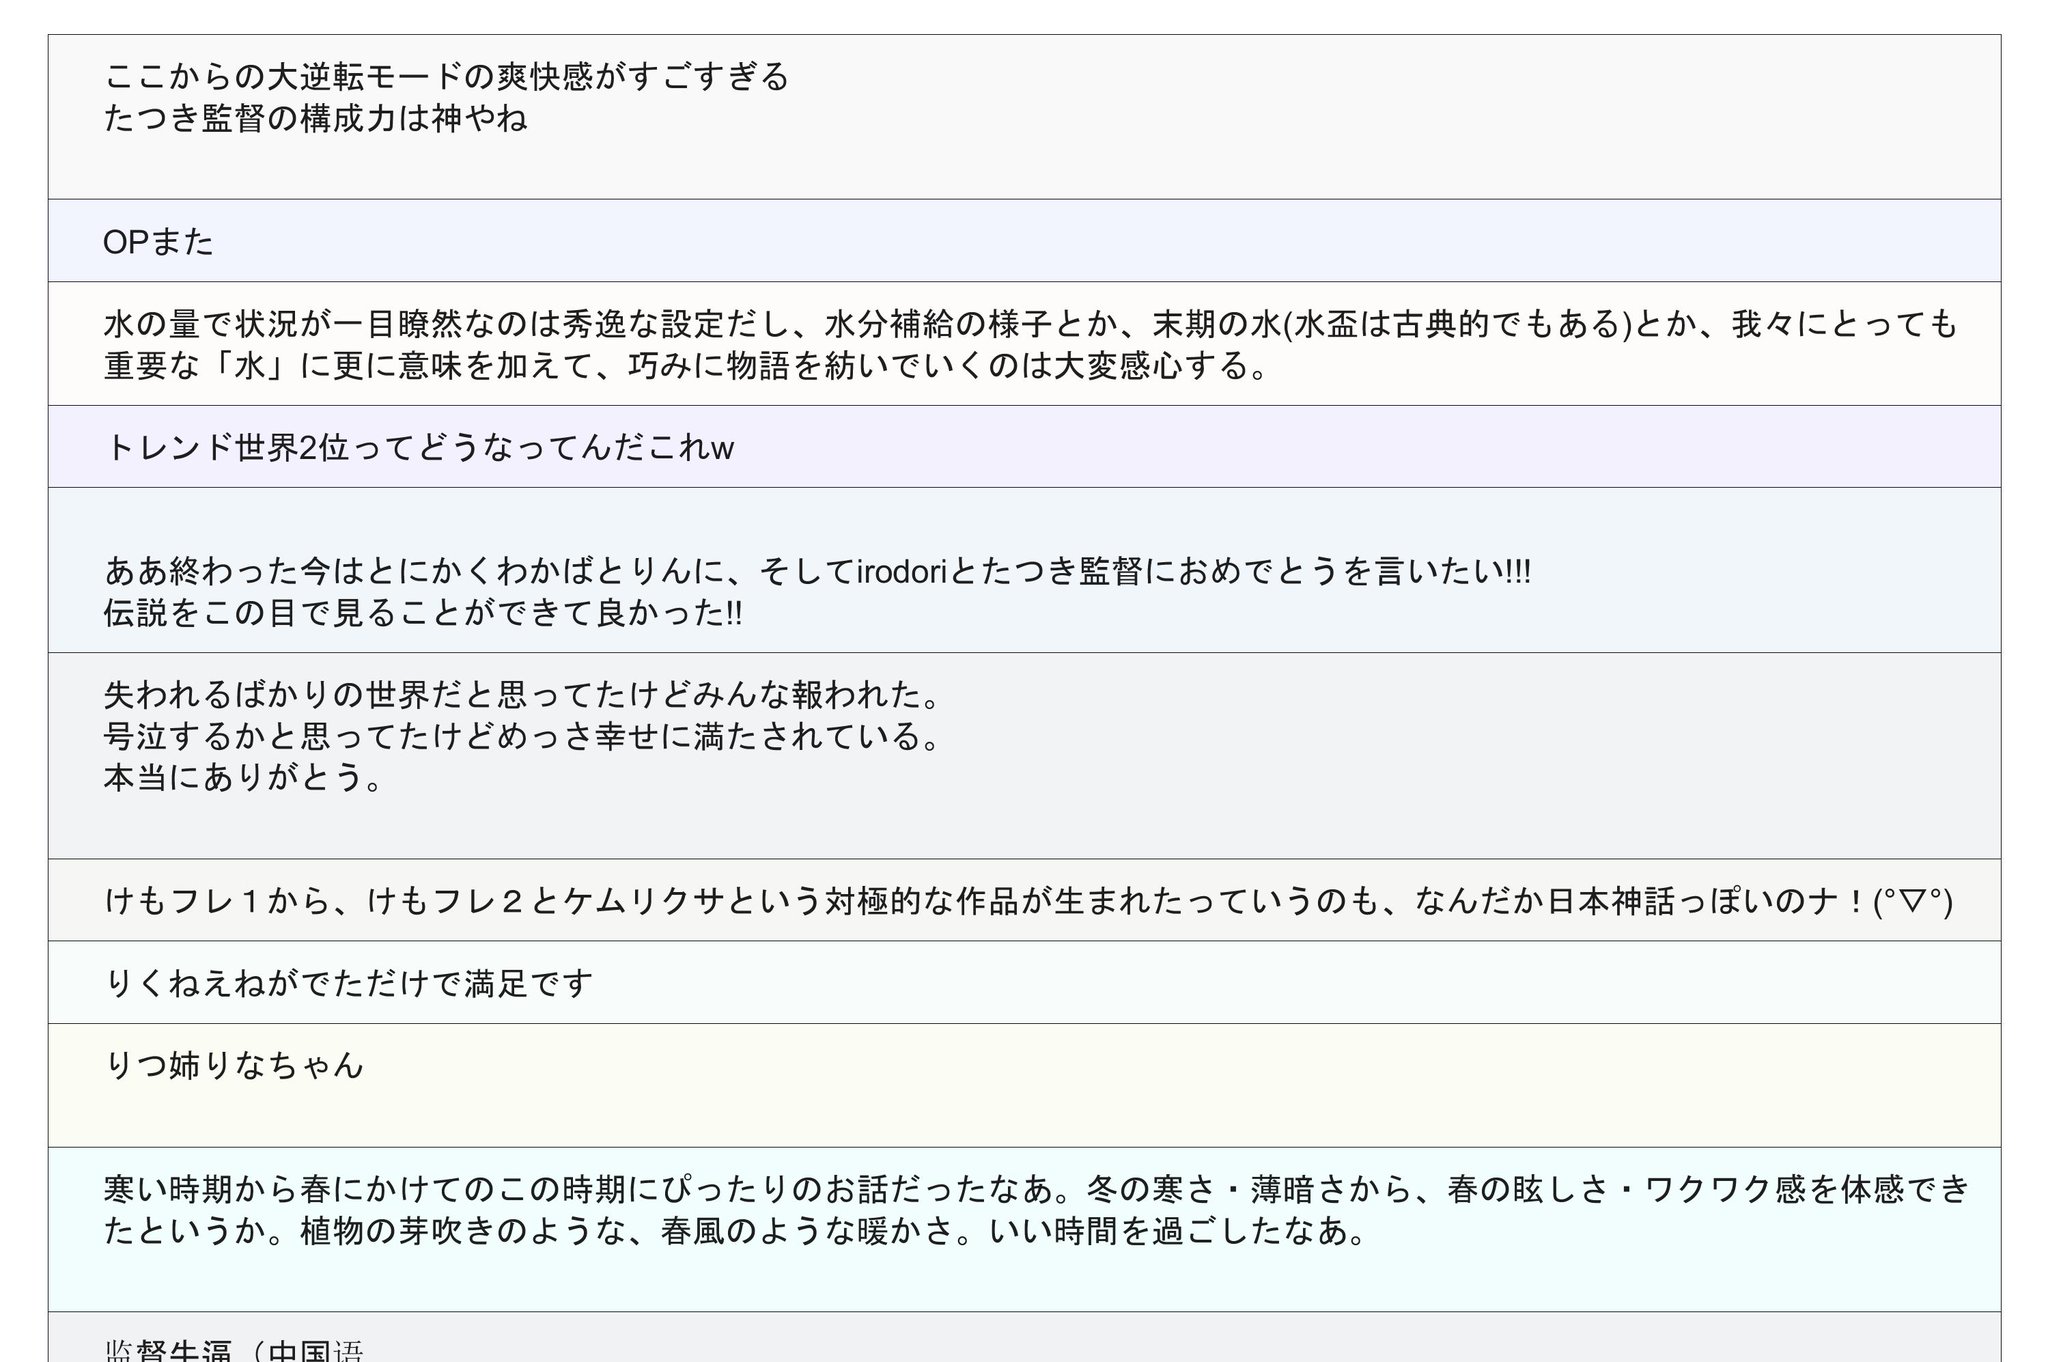 ここからの大逆転モードの爽快感がすごすぎる
たつき監督の構成力は神やね
OPまた
水の量で状況が一目瞭然なのは秀逸な設定だし、水分補給の様子とか、末期の水(水盃は古典的でもある)とか、我々にとっても
重要な「水」に更に意味を加えて、巧みに物語を紡いでいくのは大変感心する。
トレンド世界2位ってどうなってんだこれw
ああ終わった今はとにかくわかばとりんに、そしてirodoriとたつき監督におめでとうを言いたい!!!
伝説をこの目で見ることができて良かった!!
失われるばかりの世界だと思ってたけどみんな報われた。
号泣するかと思ってたけどめっさ幸せに満たされている。
本当にありがとう。
けもフレ１から、けもフレ２とケムリクサという対極的な作品が生まれたっていうのも、なんだか日本神話っぽいのナ！(°▽°)
りくねえねがでただけで満足です
りつ姉りなちゃん
寒い時期から春にかけてのこの時期にぴったりのお話だったなあ。冬の寒さ・薄暗さから、春の眩しさ・ワクワク感を体感でき
たというか。植物の芽吹きのような、春風のような暖かさ。いい時間を過ごしたなあ。
监督牛逼（中国语